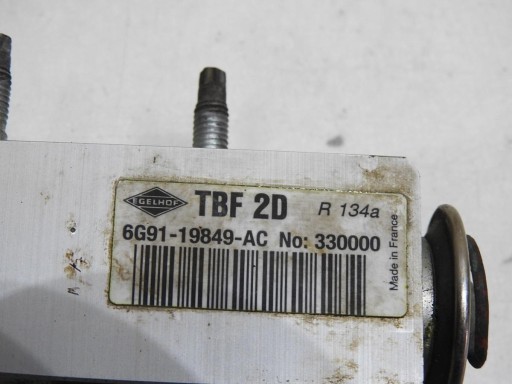 EGELHOF TBF 2D R 134a
6G91-19849-AC No: 330000
Made in France